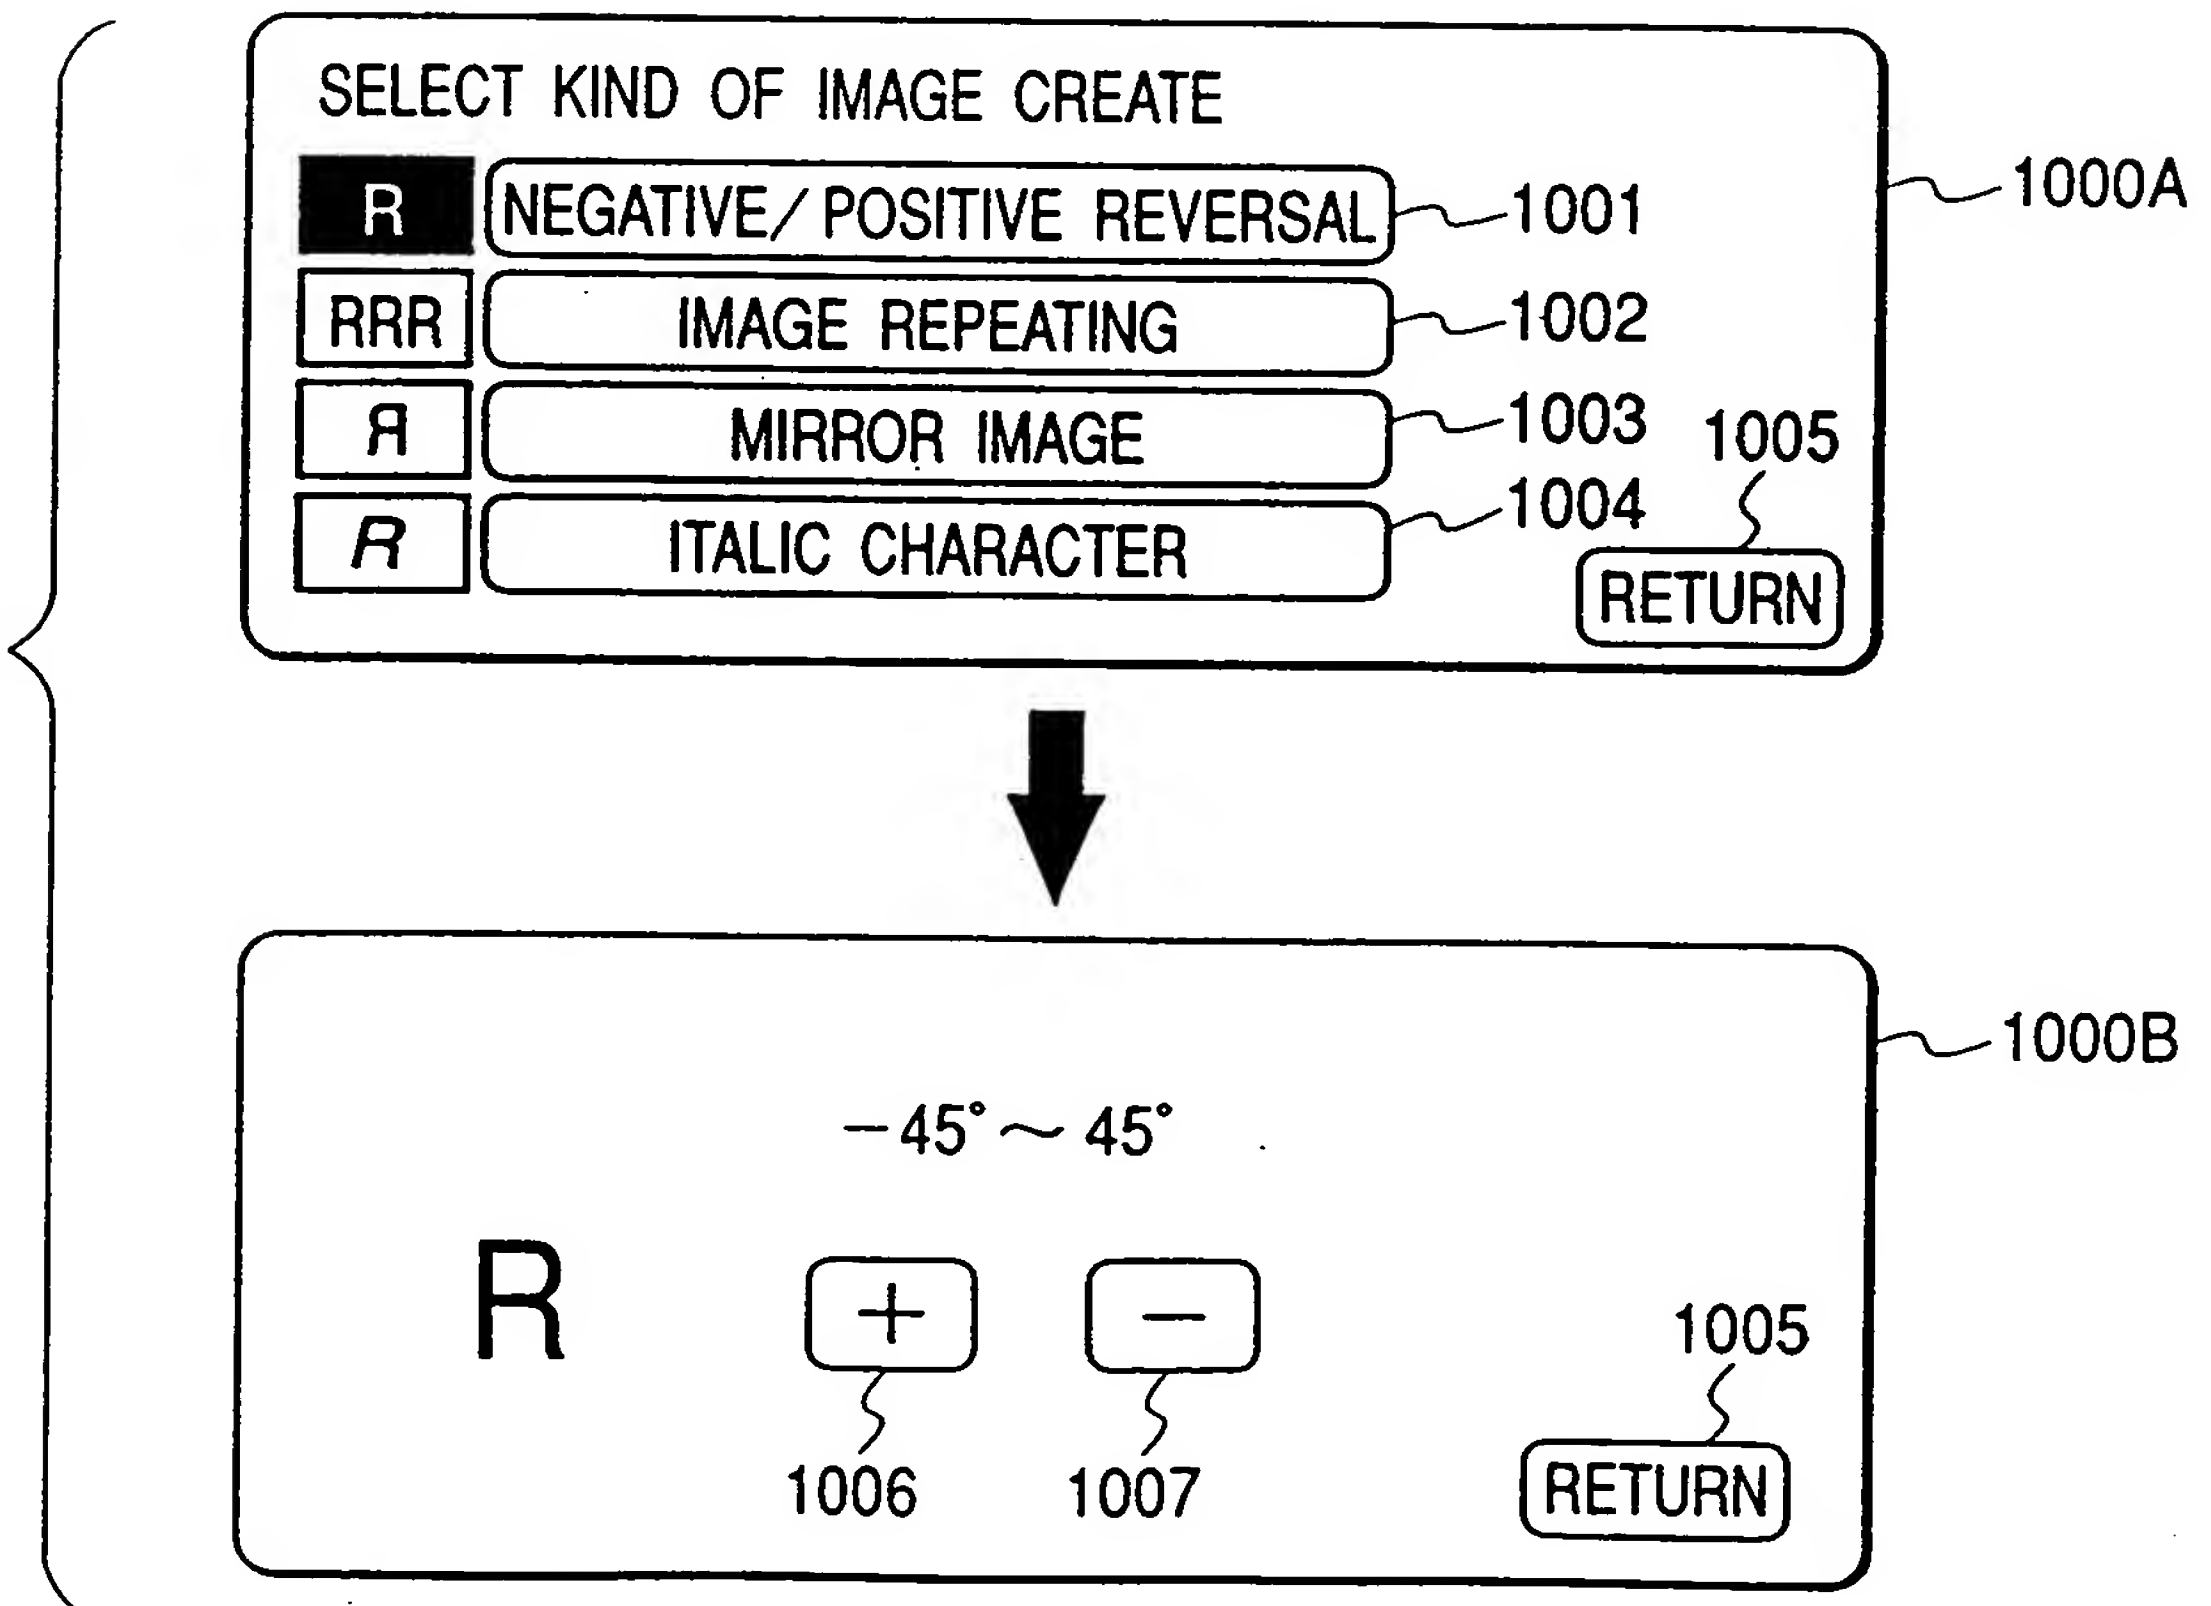 SELECT KIND OF IMAGE CREATE
1000A
R NEGATIVE/POSITIVE REVERSAL 1001
RRR IMAGE REPEATING 1002
Я MIRROR IMAGE 1003
1005
R ITALIC CHARACTER 1004
RETURN
1000B
−45°～45°
R + −
1005
1006 1007 RETURN